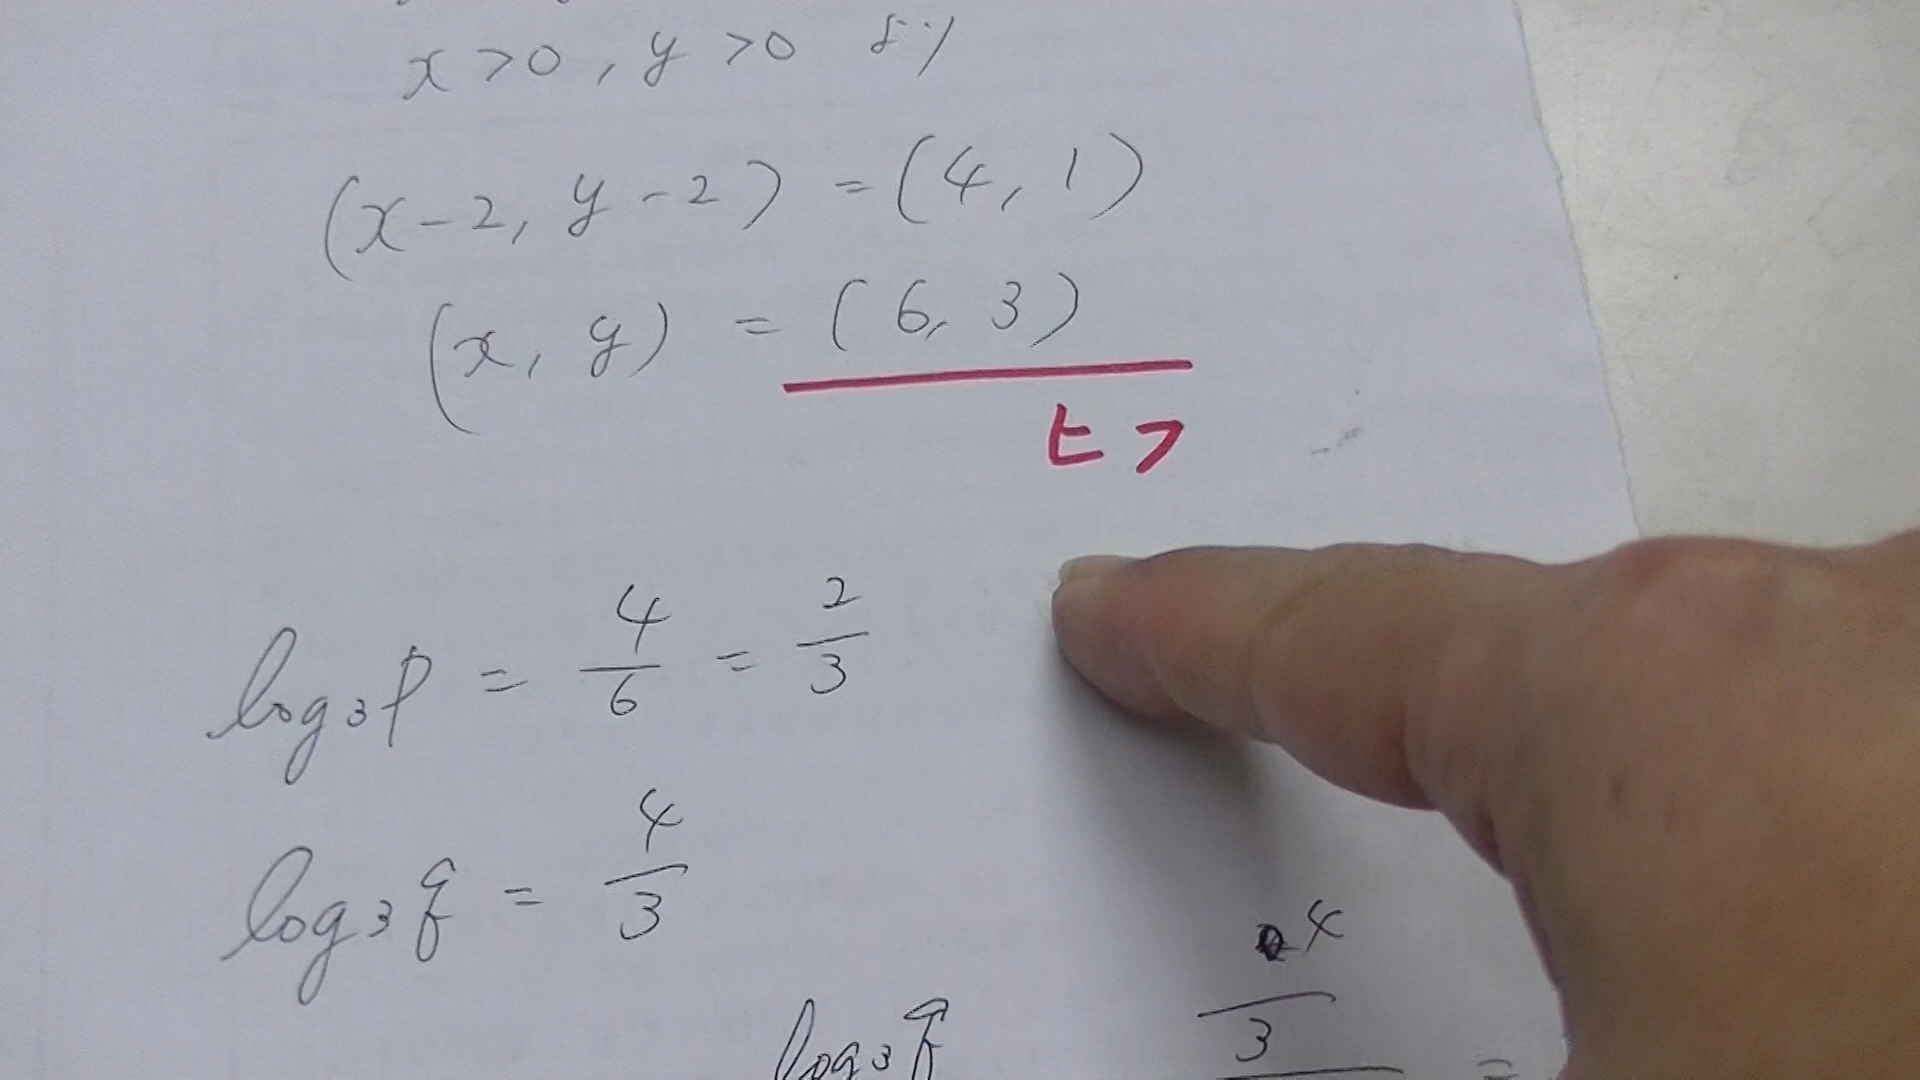 x>0, y>0 より
(x-2, y-2) = (4, 1)
(x, y) = (6, 3)
ヒフ
log₃p = 4/6 = 2/3
log₃q = 4/3
log₃q 4/3 =